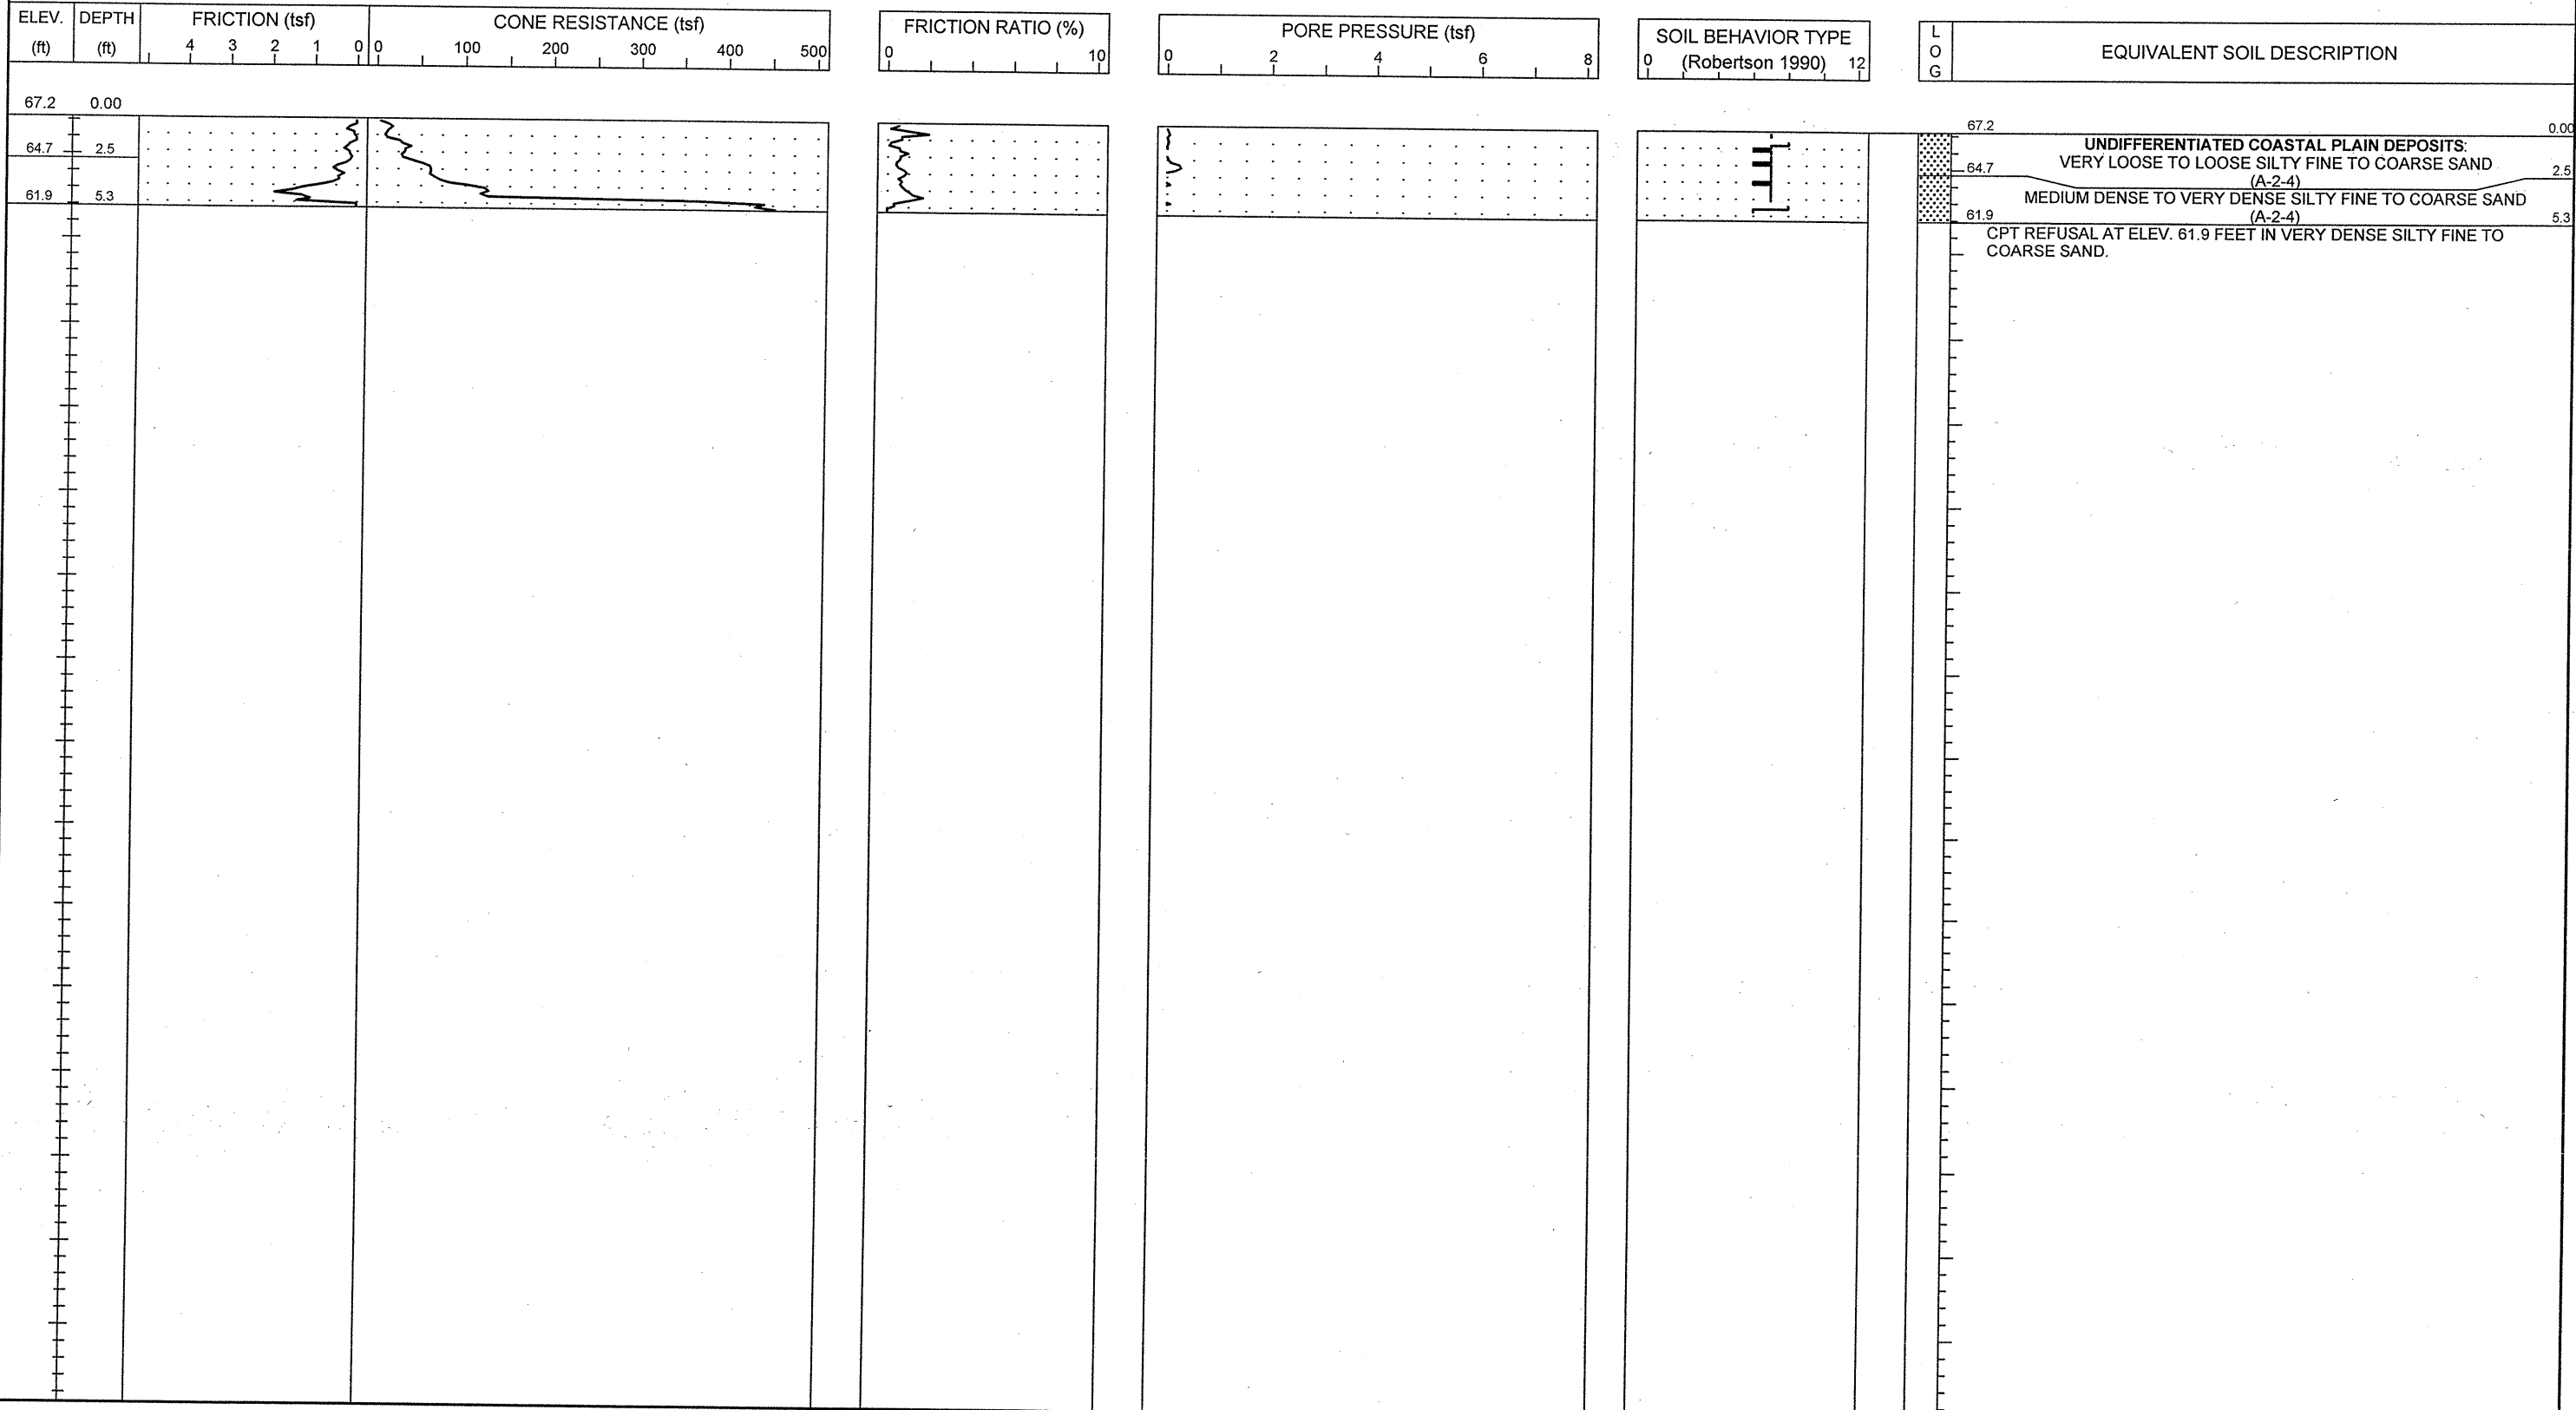 ELEV. DEPTH FRICTION (tsf) CONE RESISTANCE (tsf) FRICTION RATIO (%) PORE PRESSURE (tsf) SOIL BEHAVIOR TYPE L
(ft) (ft) 4 3 2 1 0 0 100 200 300 400 500 0 10 0 2 4 6 8 0 (Robertson 1990) 12 O EQUIVALENT SOIL DESCRIPTION
G
67.2 0.00
67.2 0.00
UNDIFFERENTIATED COASTAL PLAIN DEPOSITS:
64.7 2.5 VERY LOOSE TO LOOSE SILTY FINE TO COARSE SAND
64.7 2.5
(A-2-4)
61.9 5.3 MEDIUM DENSE TO VERY DENSE SILTY FINE TO COARSE SAND
61.9 (A-2-4) 5.3
CPT REFUSAL AT ELEV. 61.9 FEET IN VERY DENSE SILTY FINE TO
COARSE SAND.